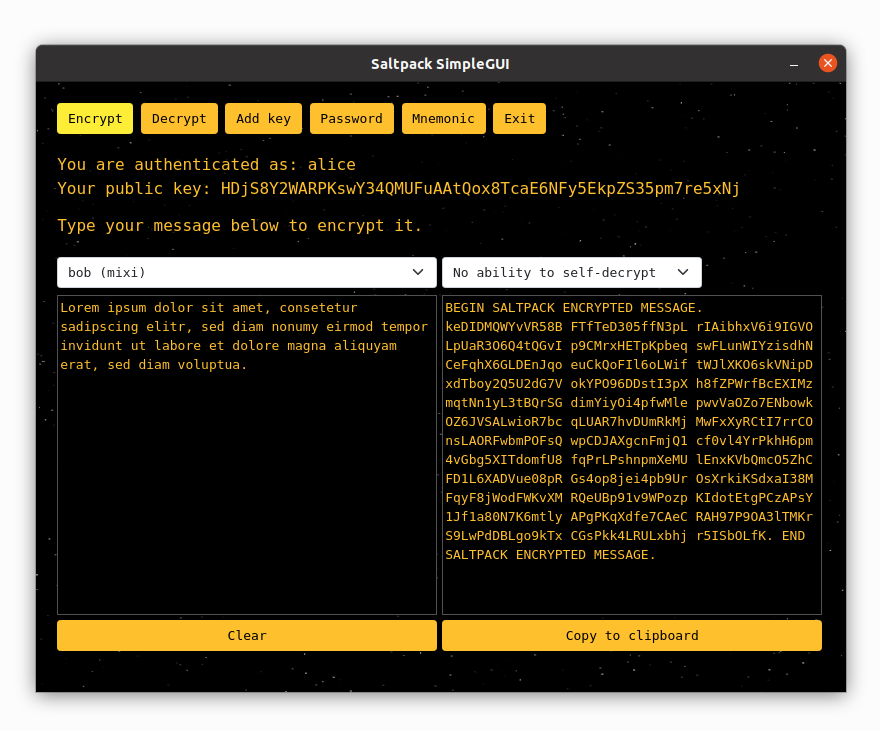 Saltpack SimpleGUI
Encrypt Decrypt Add key Password Mnemonic Exit
You are authenticated as: alice
Your public key: HDjS8Y2WARPKswY34QMUFuAAtQox8TcaE6NFy5EkpZS35pm7re5xNj
Type your message below to encrypt it.
bob (mixi)
No ability to self-decrypt
Lorem ipsum dolor sit amet, consetetur
sadipscing elitr, sed diam nonumy eirmod tempor
invidunt ut labore et dolore magna aliquyam
erat, sed diam voluptua.
BEGIN SALTPACK ENCRYPTED MESSAGE.
keDIDMQWYvVR58B FTfTeD305ffN3pL rIAibhxV6i9IGVO
LpUaR3O6Q4tQGvI p9CMrxHETpKpbeq swFLunWIYzisdhN
CeFqhX6GLDEnJqo euCkQoFIl6oLWif tWJlXKO6skVNipD
xdTboy2Q5U2dG7V okYPO96DDstI3pX h8fZPWrfBcEXIMz
mqtNn1yL3tBQrSG dimYiyOi4pfwMle pwvVaOZo7ENbowk
OZ6JVSALwioR7bc qLUAR7hvDUmRkMj MwFxXyRCtI7rrCO
nsLAORFwbmPOFsQ wpCDJAXgcnFmjQ1 cf0vl4YrPkhH6pm
4vGbg5XITdomfU8 fqPrLPshnpmXeMU lEnxKVbQmcO5ZhC
FD1L6XADVue08pR Gs4op8jei4pb9Ur OsXrkiKSdxaI38M
FqyF8jWodFWKvXM RQeUBp91v9WPozp KIdotEtgPCzAPsY
1Jf1a80N7K6mtly APgPKqXdfe7CAeC RAH97P9OA3lTMKr
S9LwPdDBLgo9kTx CGsPkk4LRULxbhj r5ISbOLfK. END
SALTPACK ENCRYPTED MESSAGE.
Clear
Copy to clipboard